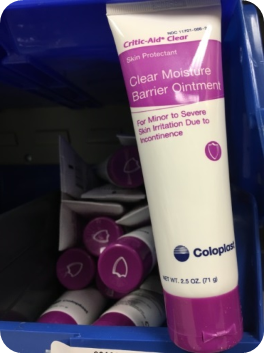 Critic-Aid® Clear
Skin Protectant
Clear Moisture
Barrier Ointment
For Minor to Severe
Skin Irritation Due to
Incontinence
Coloplast
NET WT. 2.5 OZ. (71 g)